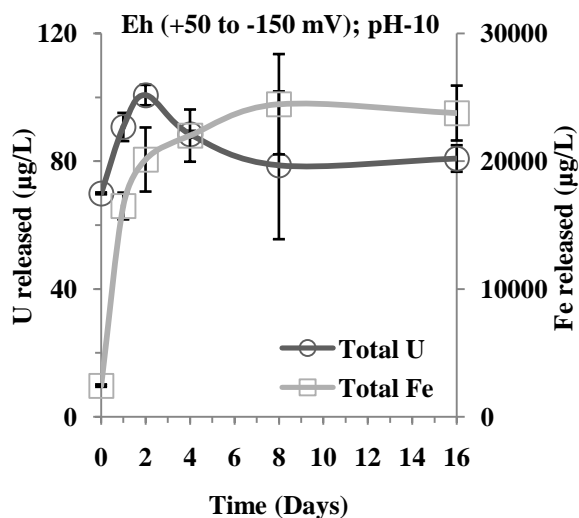 Eh (+50 to -150 mV); pH-10
120
80
40
0
U released (µg/L)
30000
20000
10000
0
Fe released (µg/L)
Total U
Total Fe
0 2 4 6 8 10 12 14 16
Time (Days)